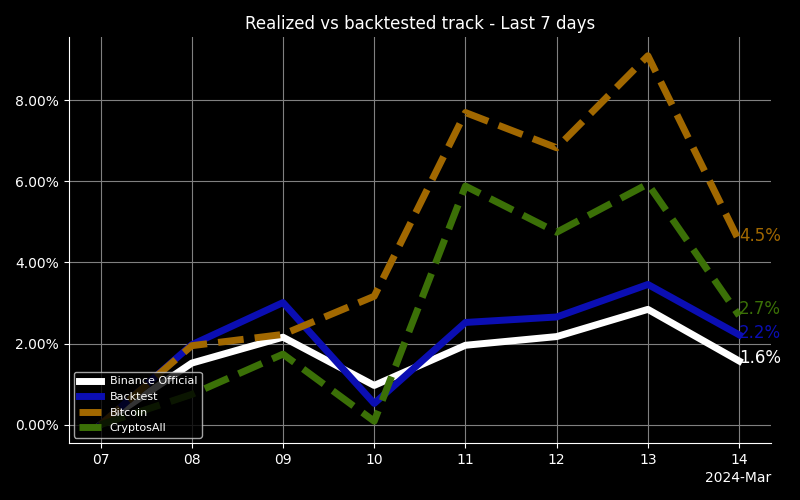 Realized vs backtested track - Last 7 days
8.00%
6.00%
4.00%
2.00%
0.00%
4.5%
2.7%
2.2%
1.6%
Binance Official
Backtest
Bitcoin
CryptosAll
07 08 09 10 11 12 13 14
2024-Mar